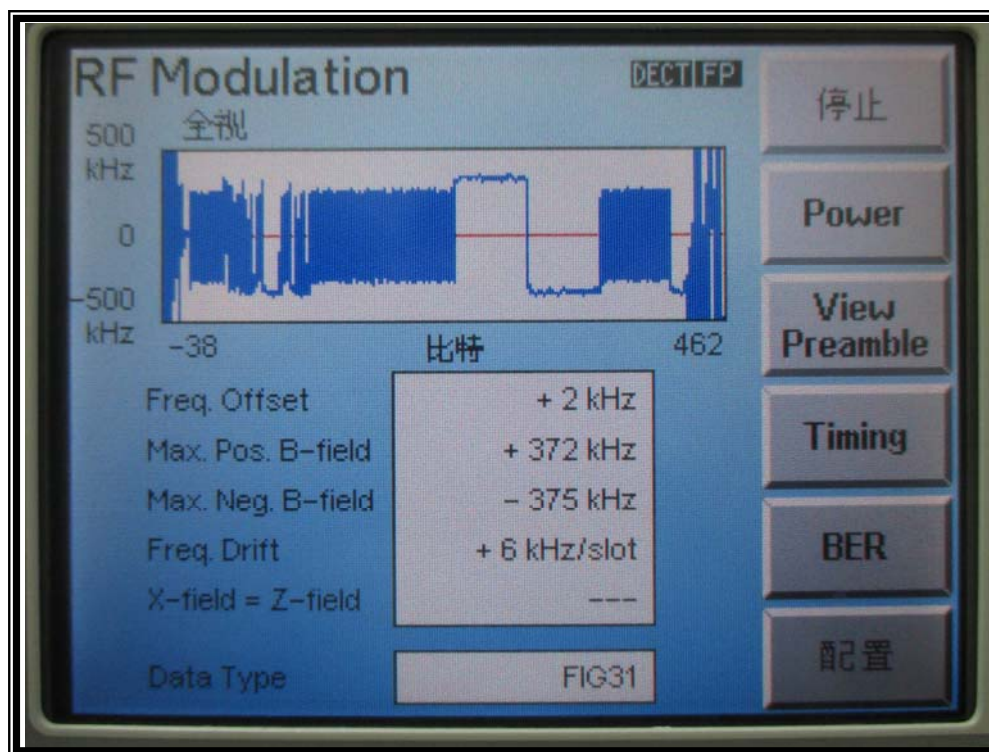 RF Modulation
DECT FP
全视
500
kHz
0
-500
kHz
-38
比特
462
Freq. Offset
+ 2 kHz
Max. Pos. B-field
+ 372 kHz
Max. Neg. B-field
- 375 kHz
Freq. Drift
+ 6 kHz/slot
X-field = Z-field
---
Data Type
FIG31
停止
Power
View
Preamble
Timing
BER
配置